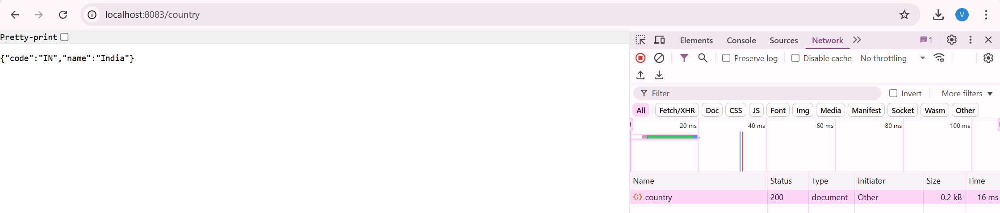 localhost:8083/country
V
Pretty-print
{"code":"IN","name":"India"}
Elements Console Sources Network 1
Preserve log Disable cache No throttling
Filter Invert More filters
All Fetch/XHR Doc CSS JS Font Img Media Manifest Socket Wasm Other
20 ms 40 ms 60 ms 80 ms 100 ms
Name Status Type Initiator Size Time
country 200 document Other 0.2 kB 16 ms